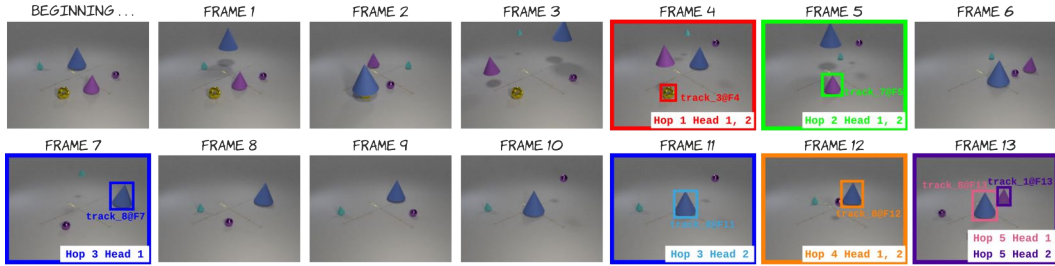 BEGINNING...
FRAME 1
FRAME 2
FRAME 3
FRAME 4
FRAME 5
FRAME 6
track_3@F4
Hop 1 Head 1, 2
Hop 2 Head 1, 2
FRAME 7
FRAME 8
FRAME 9
FRAME 10
FRAME 11
FRAME 12
FRAME 13
track_8@F7
Hop 3 Head 1
Hop 3 Head 2
track_8@F12
Hop 4 Head 1, 2
track_1@F13
Hop 5 Head 1
Hop 5 Head 2